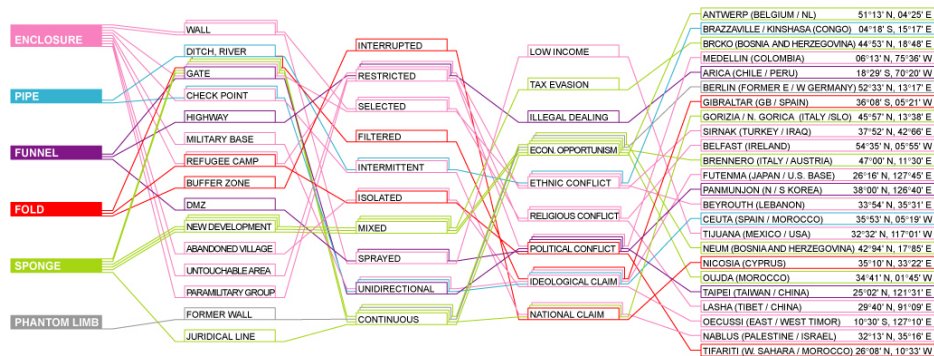 ENCLOSURE
PIPE
FUNNEL
FOLD
SPONGE
PHANTOM LIMB
WALL
DITCH, RIVER
GATE
CHECK POINT
HIGHWAY
MILITARY BASE
REFUGEE CAMP
BUFFER ZONE
DMZ
NEW DEVELOPMENT
ABANDONED VILLAGE
UNTOUCHABLE AREA
PARAMILITARY GROUP
FORMER WALL
JURIDICAL LINE
INTERRUPTED
RESTRICTED
SELECTED
FILTERED
INTERMITTENT
ISOLATED
MIXED
SPRAYED
UNIDIRECTIONAL
CONTINUOUS
LOW INCOME
TAX EVASION
ILLEGAL DEALING
ECON. OPPORTUNISM
ETHNIC CONFLICT
RELIGIOUS CONFLICT
POLITICAL CONFLICT
IDEOLOGICAL CLAIM
NATIONAL CLAIM
ANTWERP (BELGIUM / NL) 51°13' N, 04°25' E
BRAZZAVILLE / KINSHASA (CONGO) 04°18' S, 15°17' E
BRCKO (BOSNIA AND HERZEGOVINA) 44°53' N, 18°48' E
MEDELLIN (COLOMBIA) 06°13' N, 75°36' W
ARICA (CHILE / PERU) 18°29' S, 70°20' W
BERLIN (FORMER E / W GERMANY) 52°33' N, 13°17' E
GIBRALTAR (GB / SPAIN) 36°08' S, 05°21' W
GORIZIA / N. GORICA (ITALY /SLO) 45°57' N, 13°38' E
SIRNAK (TURKEY / IRAQ) 37°52' N, 42°66' E
BELFAST (IRELAND) 54°35' N, 05°55' W
BRENNERO (ITALY / AUSTRIA) 47°00' N, 11°30' E
FUTENMA (JAPAN / U.S. BASE) 26°16' N, 127°45' E
PANMUNJON (N / S KOREA) 38°00' N, 126°40' E
BEYROUTH (LEBANON) 33°54' N, 35°31' E
CEUTA (SPAIN / MOROCCO) 35°53' N, 05°19' W
TIJUANA (MEXICO / USA) 32°32' N, 117°01' W
NEUM (BOSNIA AND HERZEGOVINA) 42°94' N, 17°85' E
NICOSIA (CYPRUS) 35°10' N, 33°22' E
OUJDA (MOROCCO) 34°41' N, 01°45' W
TAIPEI (TAIWAN / CHINA) 25°02' N, 121°31' E
LASHA (TIBET / CHINA) 29°40' N, 91°09' E
OECUSSI (EAST / WEST TIMOR) 10°30' S, 127°10' E
NABLUS (PALESTINE / ISRAEL) 32°13' N, 35°16' E
TIFARITI (W. SAHARA / MOROCCO) 26°08' N, 10°33' W